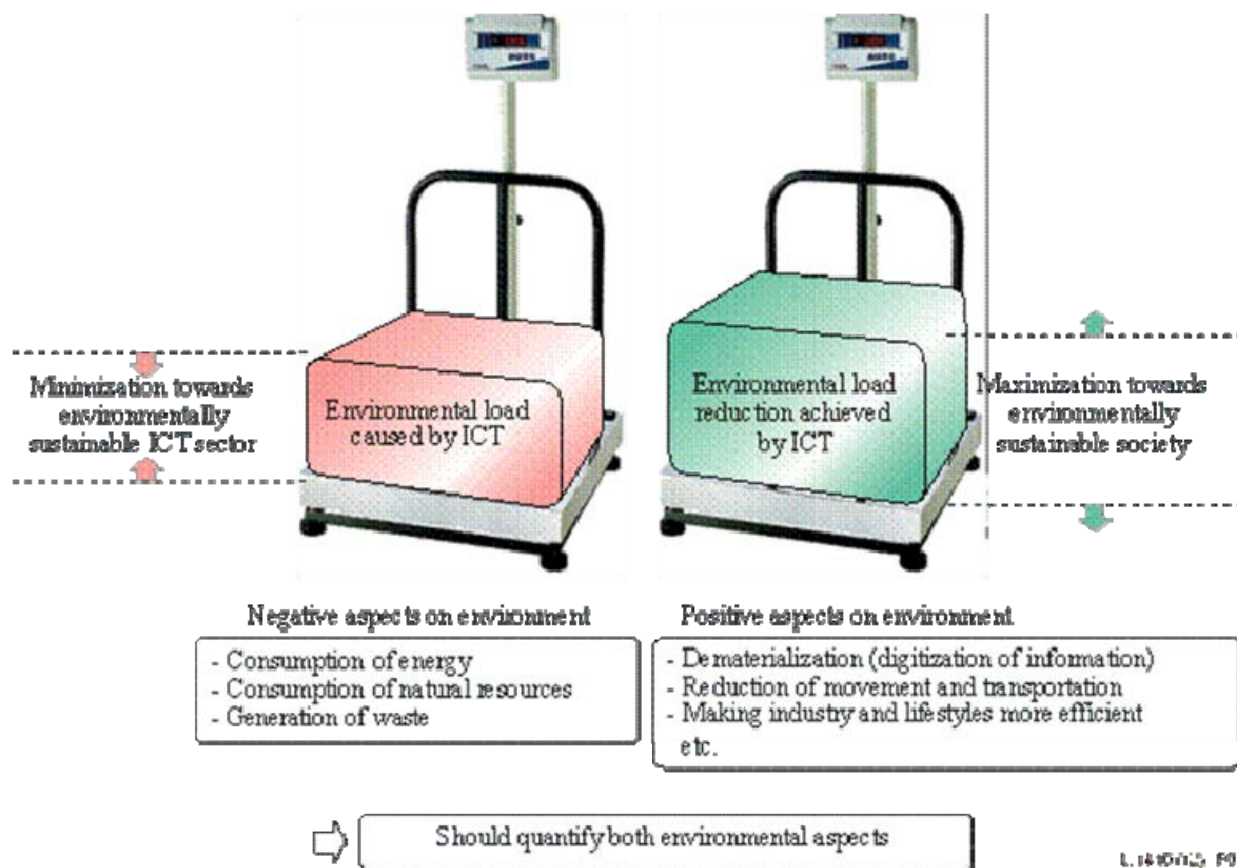 Minimization towards
environmentally
sustainable ICT sector
Environmental load
caused by ICT
Environmental load
reduction achieved
by ICT
Maximization towards
environmentally
sustainable society
Negative aspects on environment
- Consumption of energy
- Consumption of natural resources
- Generation of waste
Positive aspects on environment
- Dematerialization (digitization of information)
- Reduction of movement and transportation
- Making industry and lifestyles more efficient
etc.
Should quantify both environmental aspects